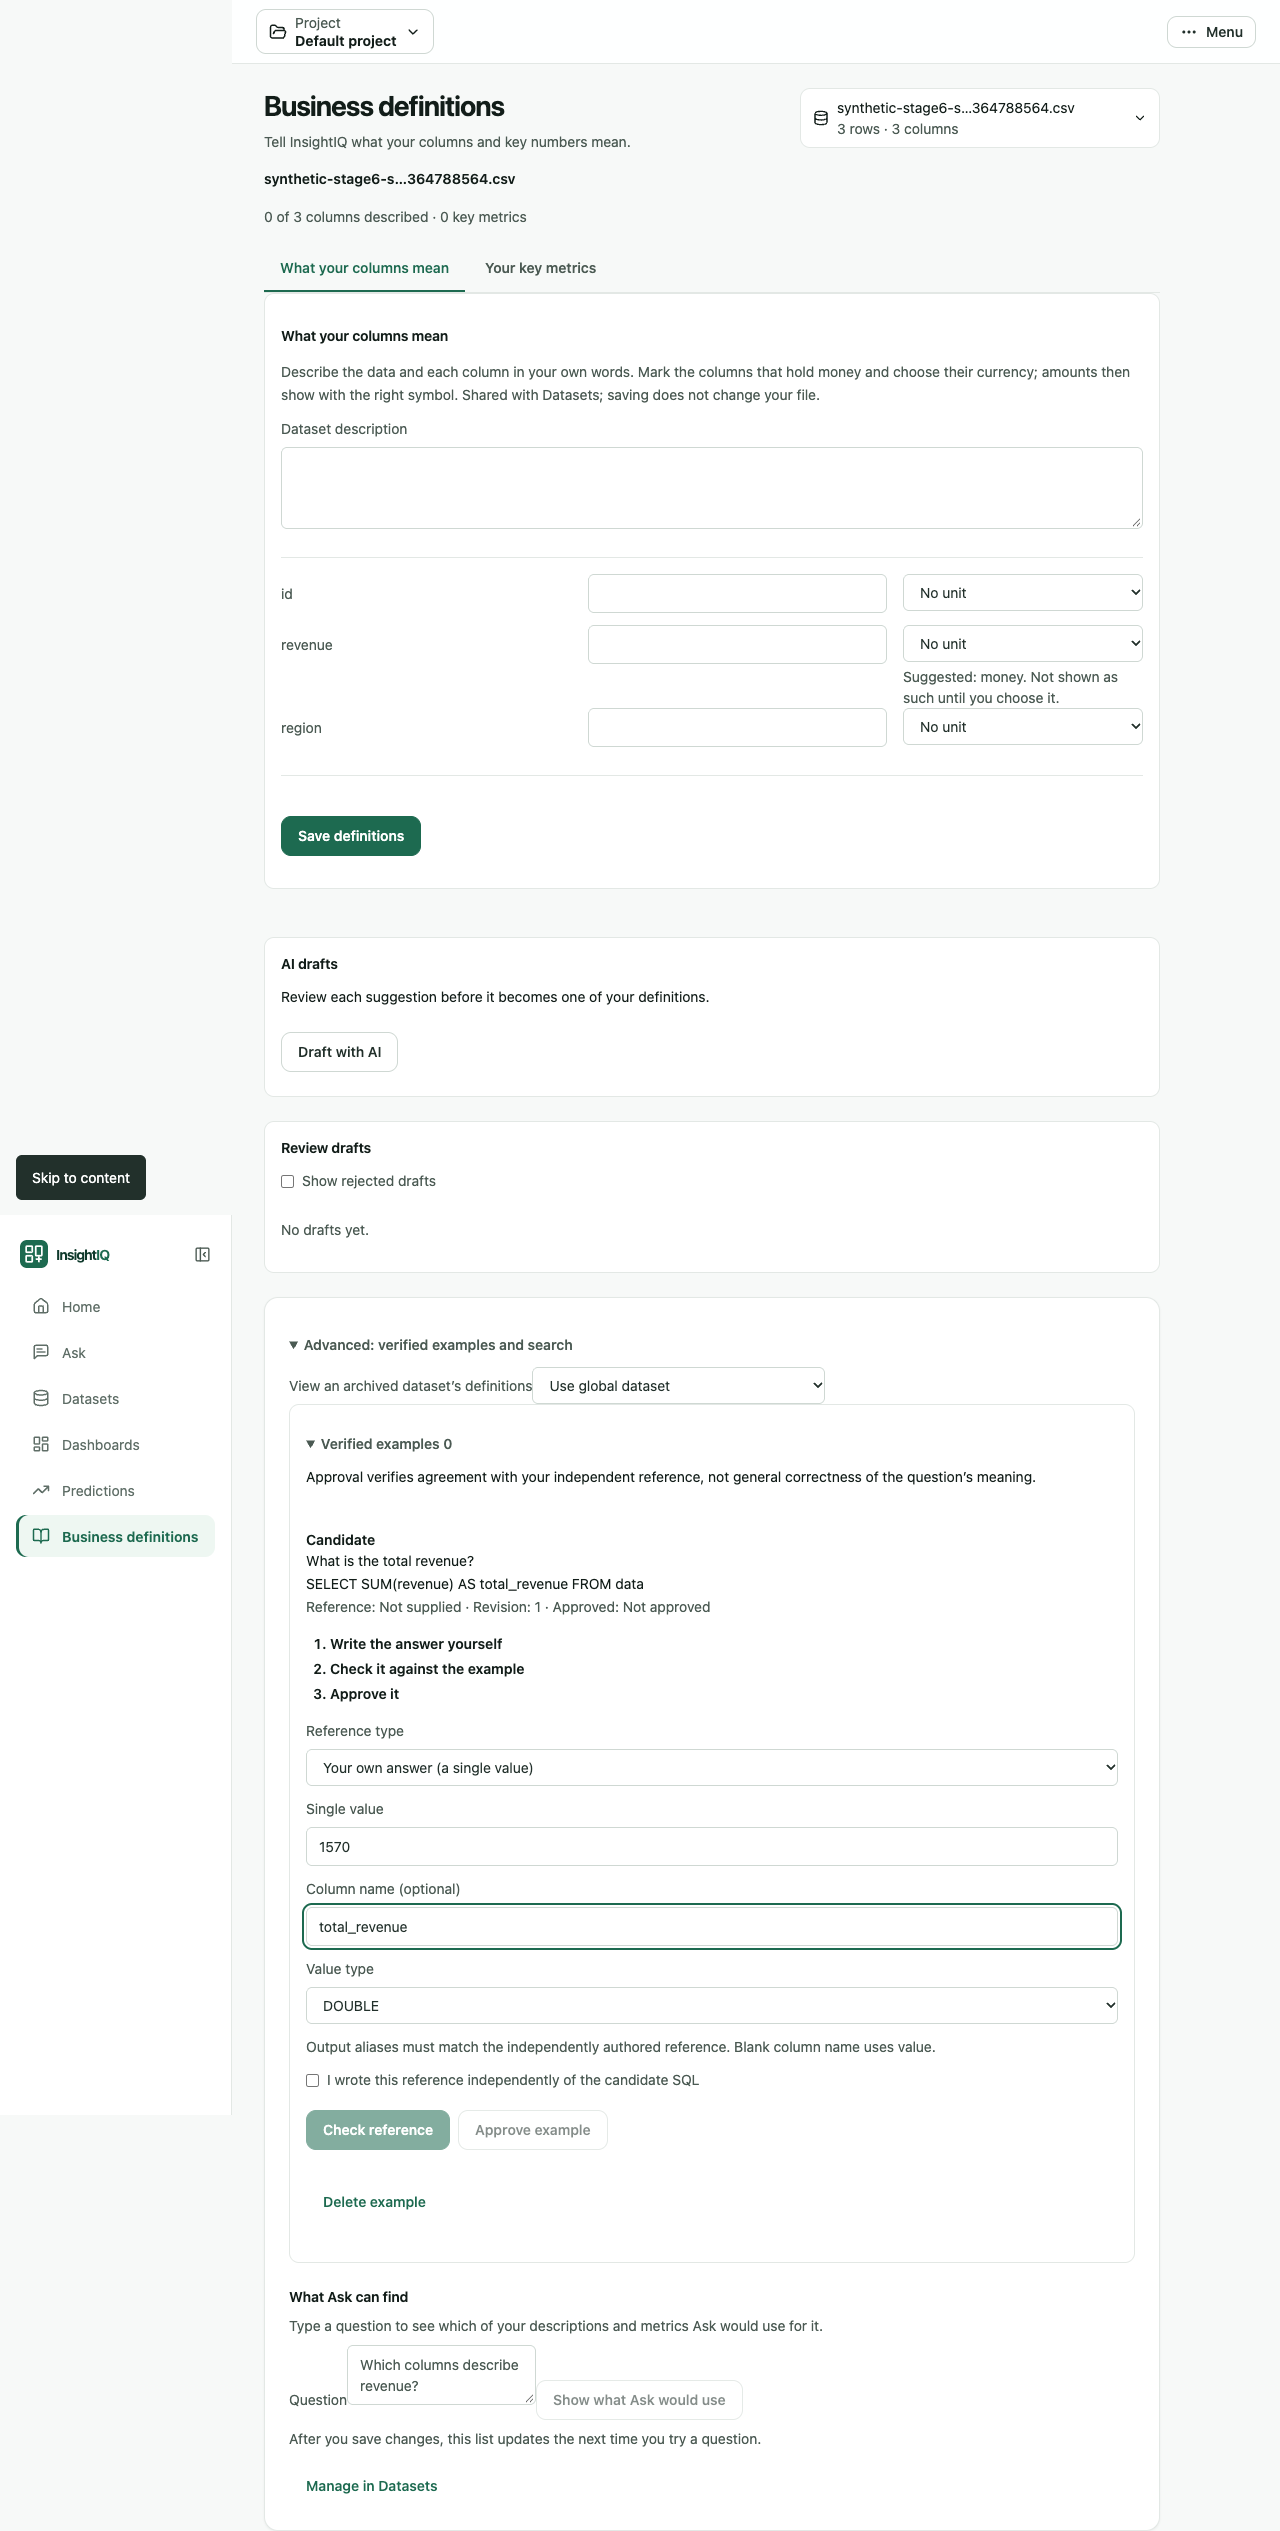 Project
Default project
Menu
Business definitions
Tell InsightIQ what your columns and key numbers mean.
synthetic-stage6-s...364788564.csv
3 rows · 3 columns
synthetic-stage6-s...364788564.csv
0 of 3 columns described · 0 key metrics
What your columns mean
Your key metrics
What your columns mean
Describe the data and each column in your own words. Mark the columns that hold money and choose their currency; amounts then
show with the right symbol. Shared with Datasets; saving does not change your file.
Dataset description
id
No unit
revenue
No unit
Suggested: money. Not shown as
such until you choose it.
region
No unit
Save definitions
AI drafts
Review each suggestion before it becomes one of your definitions.
Draft with AI
Review drafts
Show rejected drafts
No drafts yet.
Skip to content
InsightIQ
Home
Ask
Datasets
Dashboards
Predictions
Business definitions
Advanced: verified examples and search
View an archived dataset’s definitions
Use global dataset
Verified examples 0
Approval verifies agreement with your independent reference, not general correctness of the question’s meaning.
Candidate
What is the total revenue?
SELECT SUM(revenue) AS total_revenue FROM data
Reference: Not supplied · Revision: 1 · Approved: Not approved
1. Write the answer yourself
2. Check it against the example
3. Approve it
Reference type
Your own answer (a single value)
Single value
1570
Column name (optional)
total_revenue
Value type
DOUBLE
Output aliases must match the independently authored reference. Blank column name uses value.
I wrote this reference independently of the candidate SQL
Check reference
Approve example
Delete example
What Ask can find
Type a question to see which of your descriptions and metrics Ask would use for it.
Question
Which columns describe
revenue?
Show what Ask would use
After you save changes, this list updates the next time you try a question.
Manage in Datasets